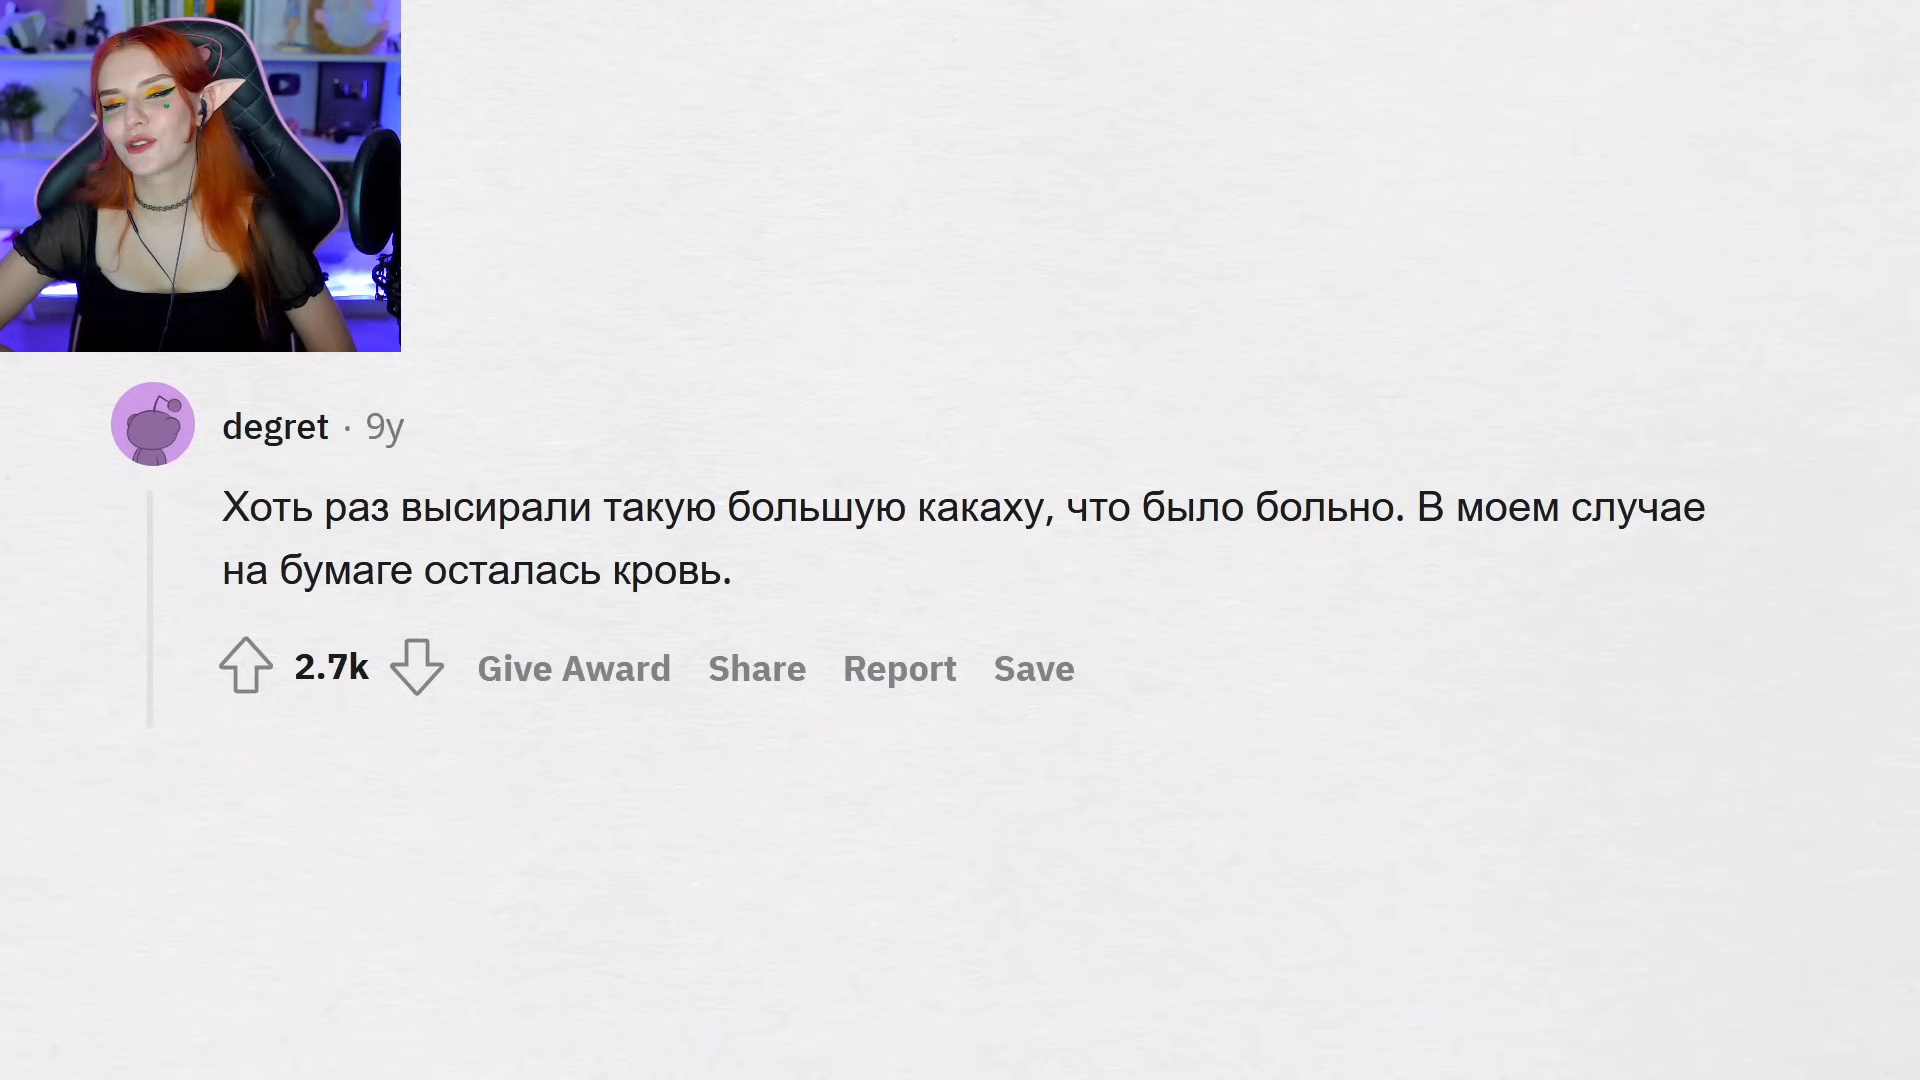 degret · 9y
Хоть раз высирали такую большую какаху, что было больно. В моем случае
на бумаге осталась кровь.
2.7k Give Award Share Report Save